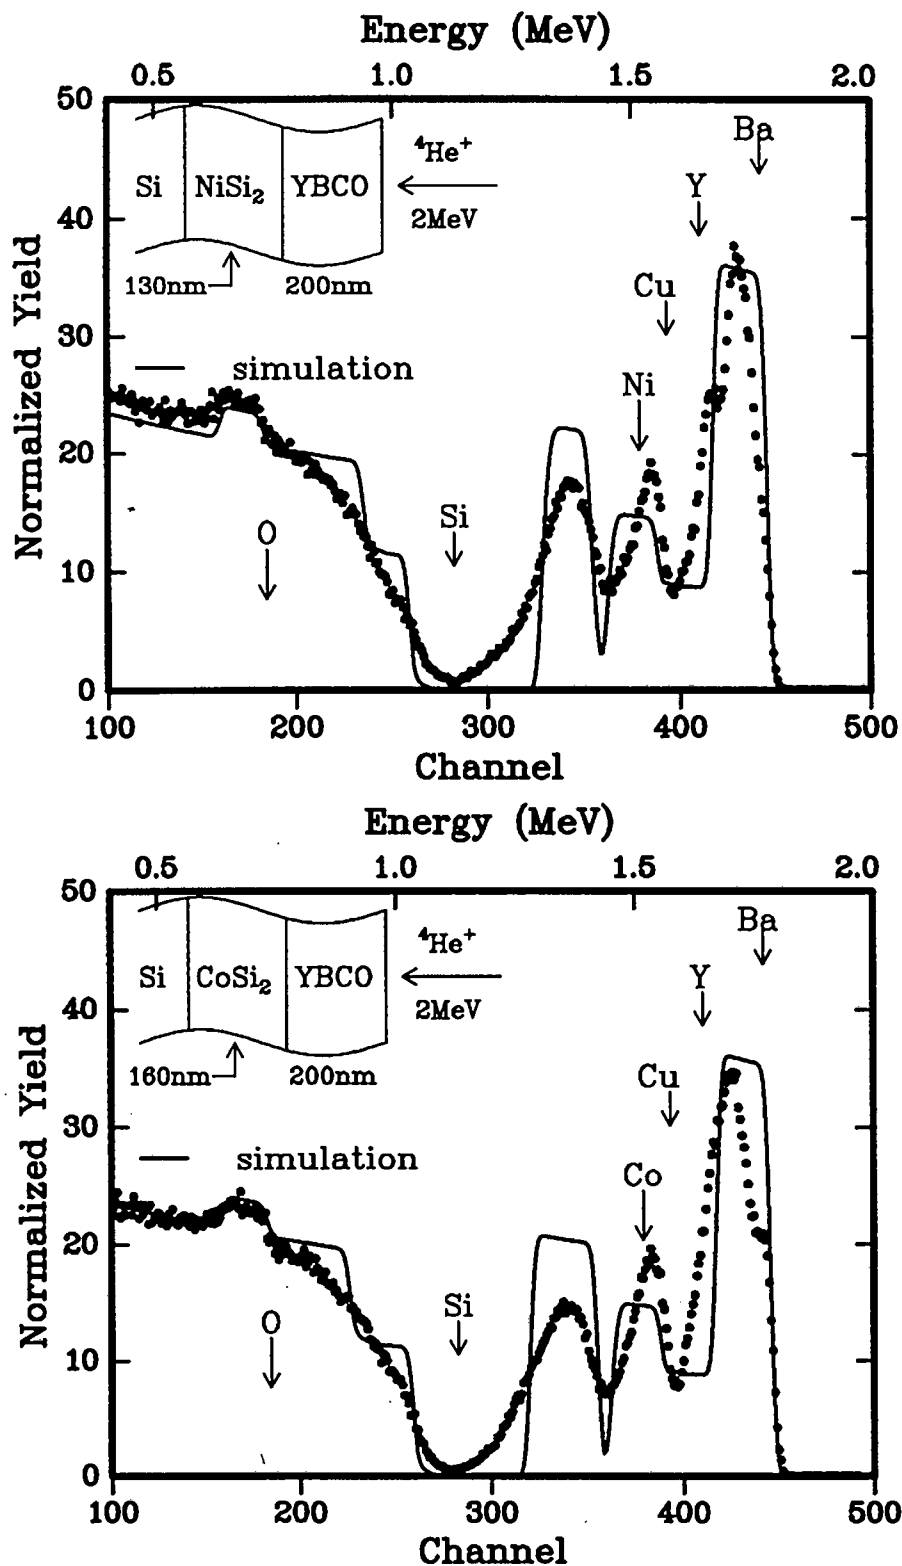 Energy (MeV)
0.5 1.0 1.5 2.0
50
40
30
20
10
0
Normalized Yield
Si NiSi2 YBCO
4He+
2MeV
130nm 200nm
simulation
O
Si
Ni
Cu
Y
Ba
100 200 300 400 500
Channel
Energy (MeV)
0.5 1.0 1.5 2.0
50
40
30
20
10
0
Normalized Yield
Si CoSi2 YBCO
4He+
2MeV
160nm 200nm
simulation
O
Si
Co
Cu
Y
Ba
100 200 300 400 500
Channel